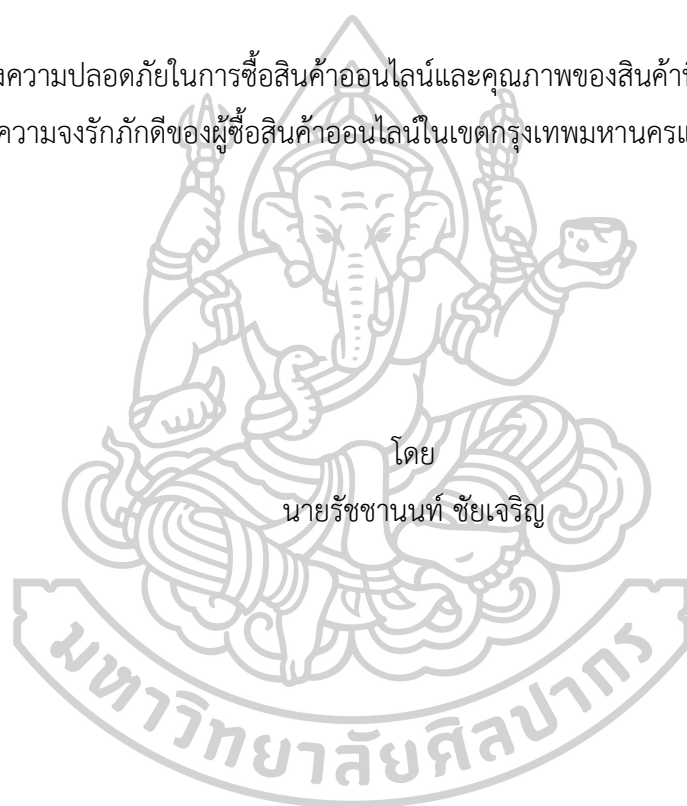 งความปลอดภัยในการซื้อสินค้าออนไลน์และคุณภาพของสินค้า
ความจงรักภักดีของผู้ซื้อสินค้าออนไลน์ในเขตกรุงเทพมหานคร
โดย
นายรัชชานนท์ ชัยเจริญ
มหาวิทยาลัยศิลปากร